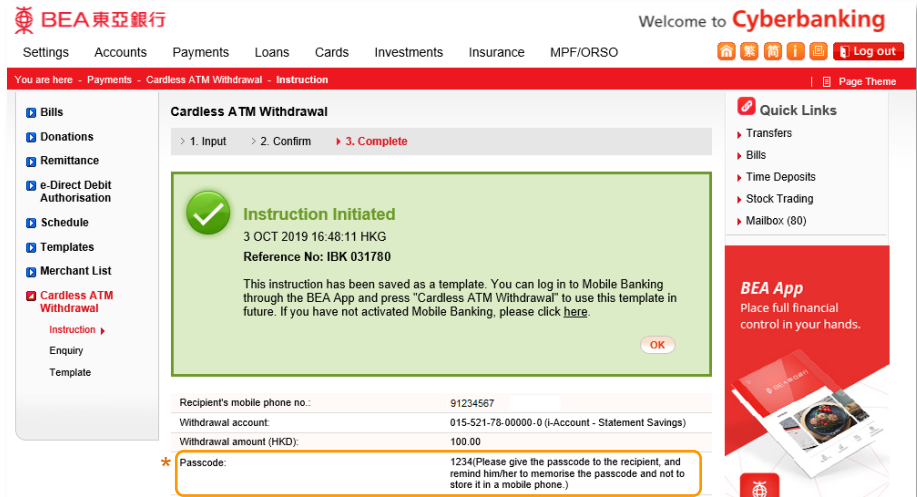 BEA東亞銀行
Welcome to Cyberbanking
Settings Accounts Payments Loans Cards Investments Insurance MPF/ORSO
繁 简 i Log out
You are here - Payments - Cardless ATM Withdrawal - Instruction
Page Theme
Bills
Donations
Remittance
e-Direct Debit
Authorisation
Schedule
Templates
Merchant List
Cardless ATM
Withdrawal
Instruction
Enquiry
Template
Cardless ATM Withdrawal
1. Input 2. Confirm 3. Complete
Instruction Initiated
3 OCT 2019 16:48:11 HKG
Reference No: IBK 031780
This instruction has been saved as a template. You can log in to Mobile Banking
through the BEA App and press "Cardless ATM Withdrawal" to use this template in
future. If you have not activated Mobile Banking, please click here.
OK
Recipient's mobile phone no.: 91234567
Withdrawal account: 015-521-78-00000-0 (i-Account - Statement Savings)
Withdrawal amount (HKD): 100.00
* Passcode: 1234(Please give the passcode to the recipient, and
remind him/her to memorise the passcode and not to
store it in a mobile phone.)
Quick Links
Transfers
Bills
Time Deposits
Stock Trading
Mailbox (80)
BEA App
Place full financial
control in your hands.
BEA東亞銀行